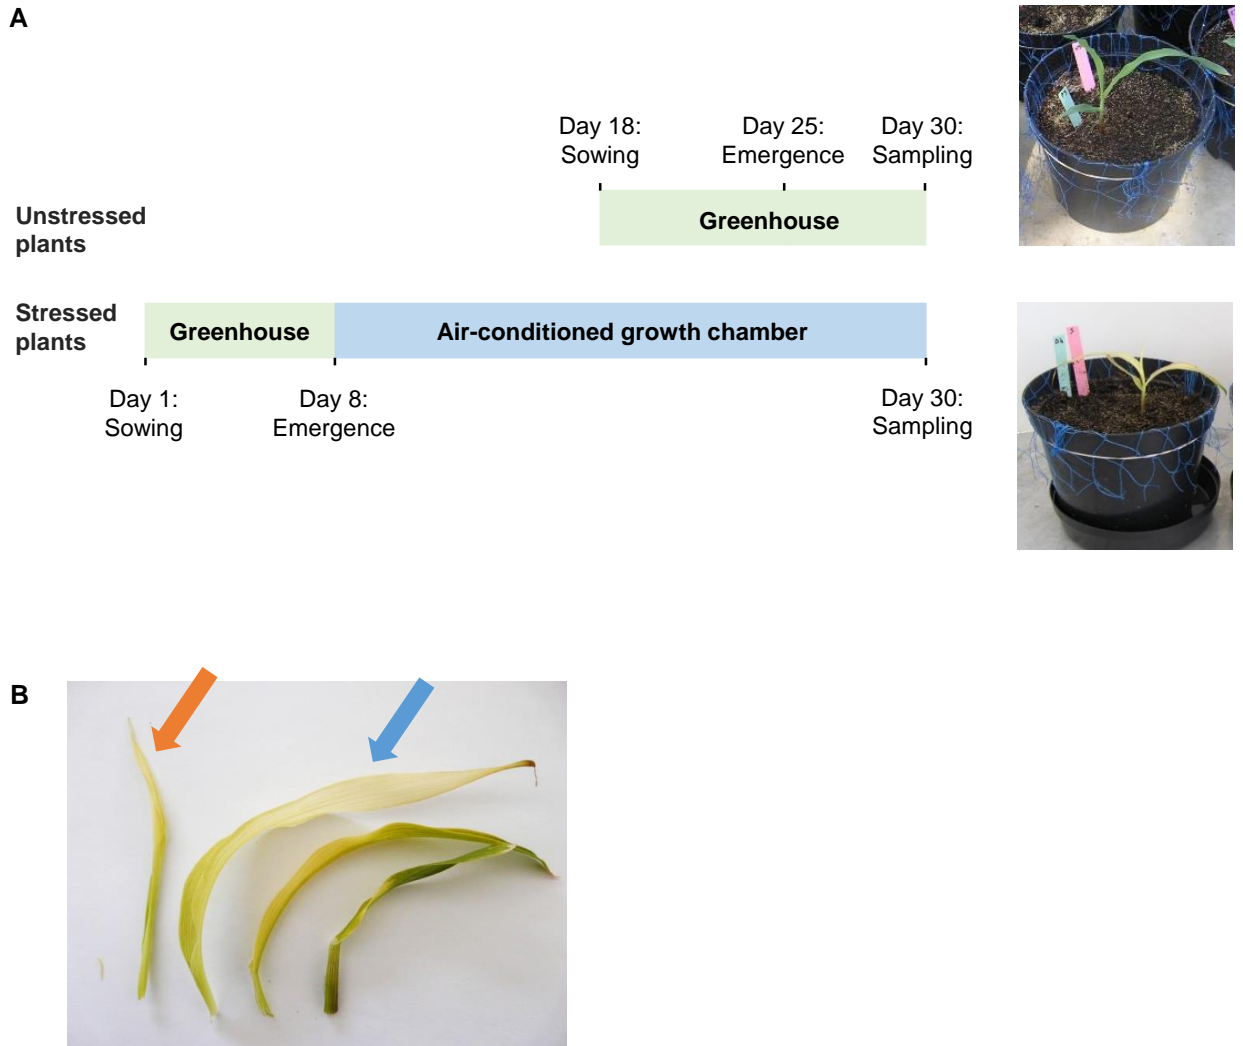 A
Day 18:
Sowing
Day 25:
Emergence
Day 30:
Sampling
Unstressed
plants
Greenhouse
Stressed
plants
Greenhouse
Air-conditioned growth chamber
Day 1:
Sowing
Day 8:
Emergence
Day 30:
Sampling
B